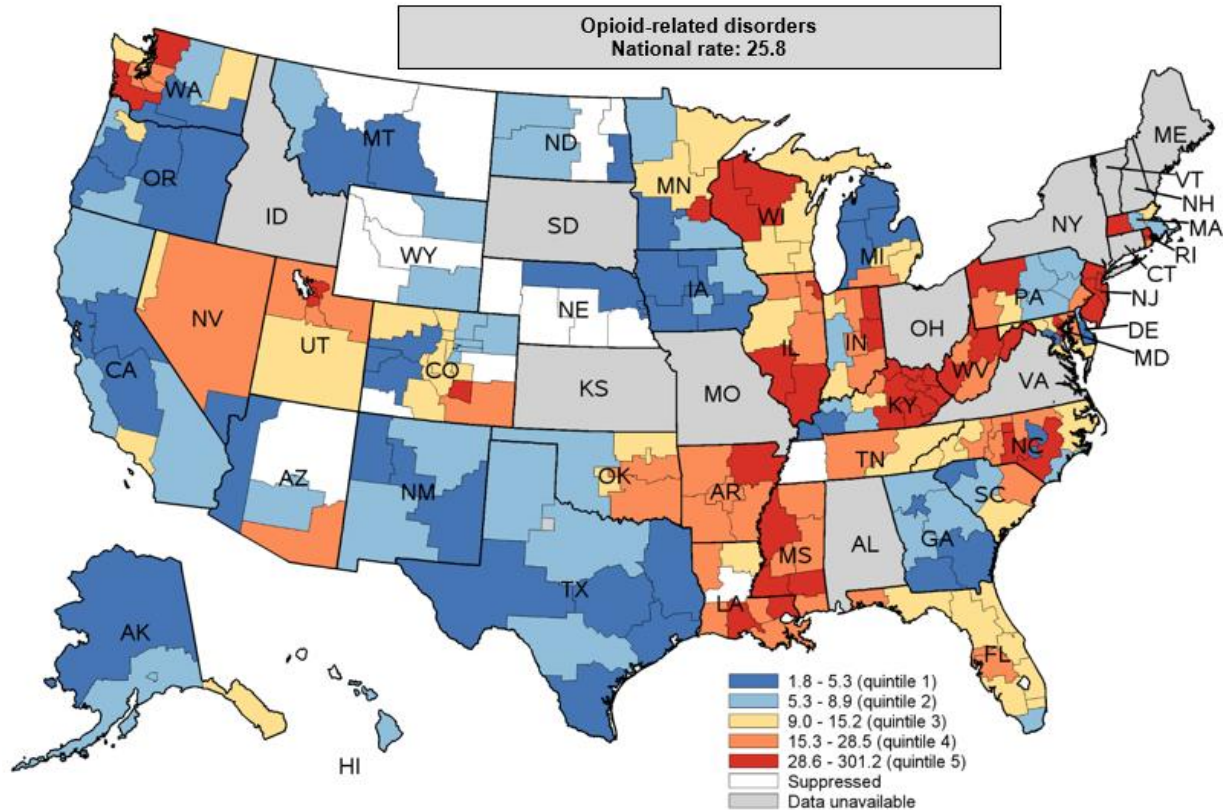 Opioid-related disorders
National rate: 25.8
WA
MT
ND
MN
ME
VT
NH
MA
RI
CT
NY
OR
ID
SD
WI
MI
WY
IA
PA
NJ
NE
NV
UT
CO
IL
IN
OH
DE
MD
CA
KS
MO
WV
VA
KY
AZ
NM
OK
AR
TN
NC
SC
MS
AL
GA
TX
LA
FL
AK
HI
1.8 - 5.3 (quintile 1)
5.3 - 8.9 (quintile 2)
9.0 - 15.2 (quintile 3)
15.3 - 28.5 (quintile 4)
28.6 - 301.2 (quintile 5)
Suppressed
Data unavailable